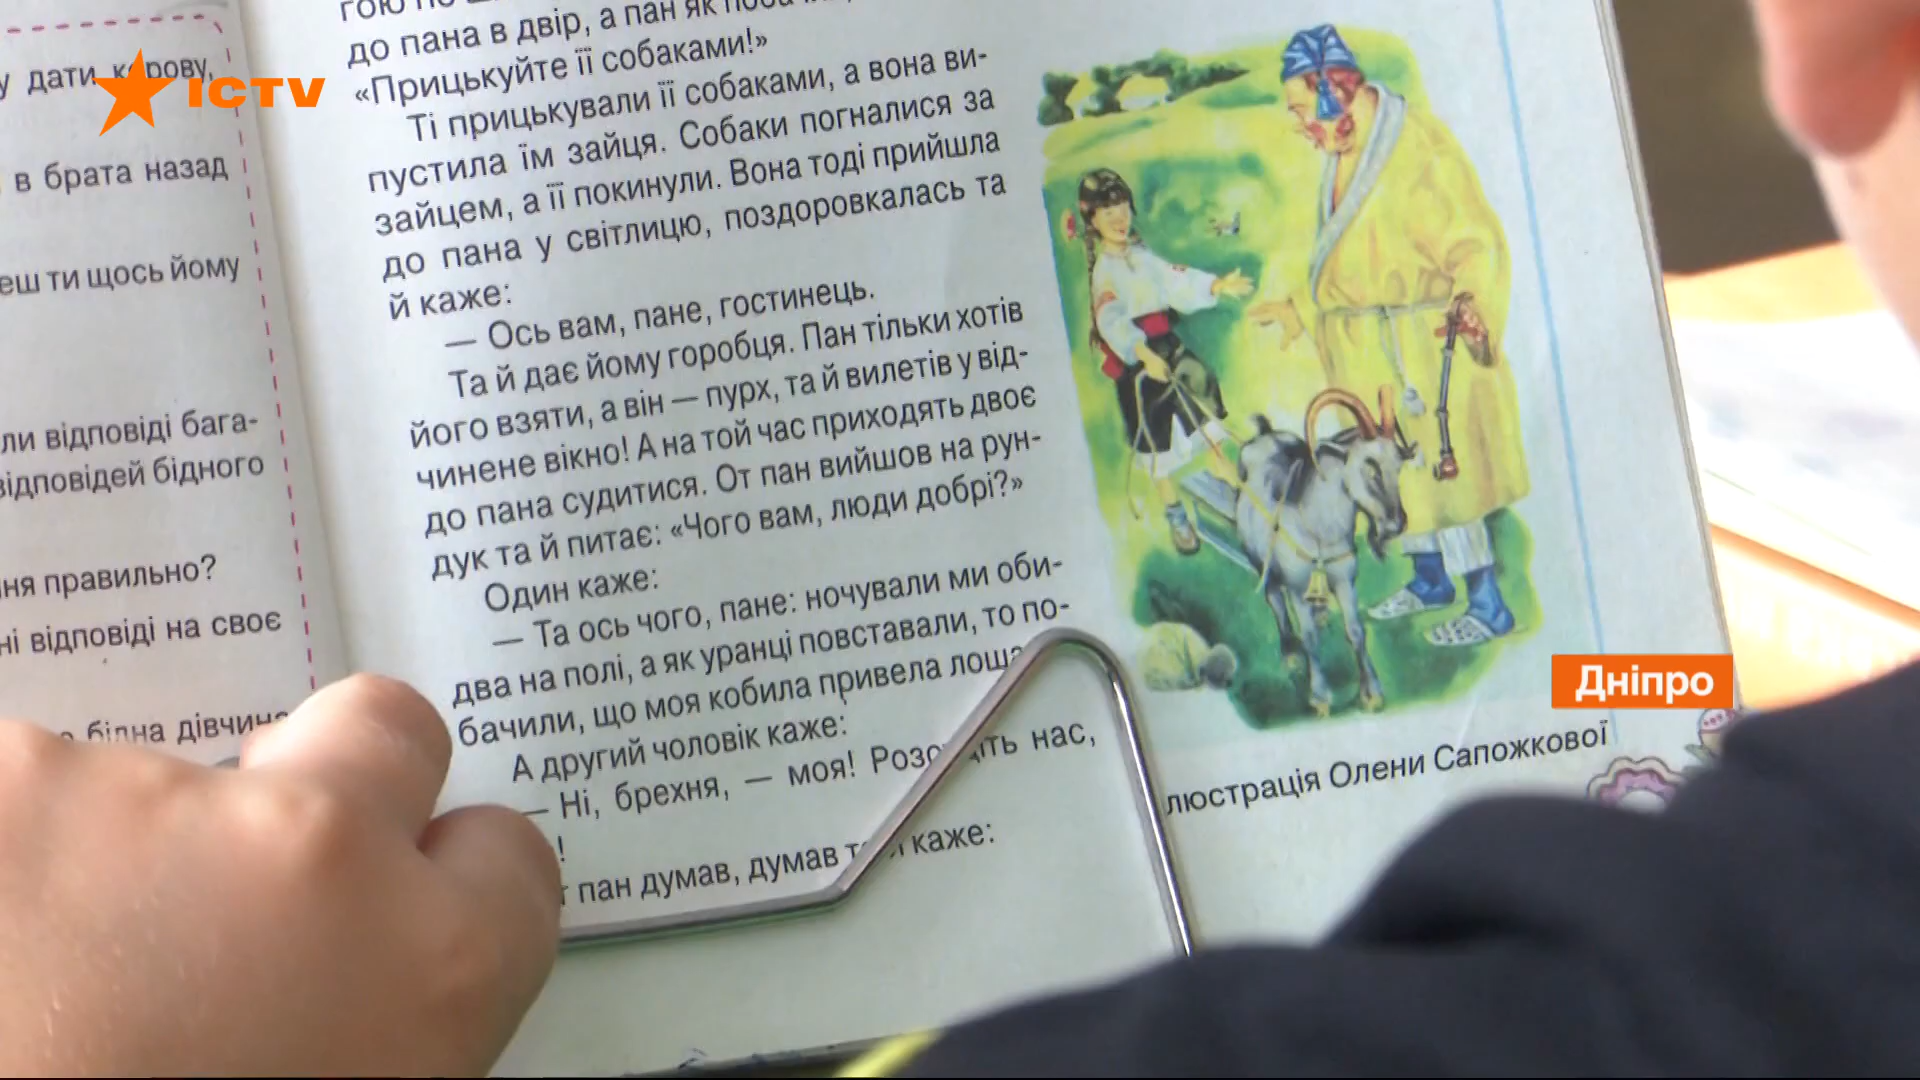 у дати корову,
в брата назад
еш ти щось йому
ли відповіді бага-
відповідей бідного
ня правильно?
ні відповіді на своє
бідна дівчина
до пана в двір, а пан як
«Прицькуйте її собаками!»
Ті прицькували її собаками, а вона ви-
пустила їм зайця. Собаки погналися за
зайцем, а її покинули. Вона тоді прийшла
до пана у світлицю, поздоровкалась та
й каже:
— Ось вам, пане, гостинець.
Та й дає йому горобця. Пан тільки хотів
його взяти, а він — пурх, та й вилетів у від-
чинене вікно! А на той час приходять двоє
до пана судитися. От пан вийшов на рун-
дук та й питає: «Чого вам, люди добрі?»
Один каже:
— Та ось чого, пане: ночували ми оби-
два на полі, а як уранці повставали, то по-
бачили, що моя кобила привела лоша
А другий чоловік каже:
— Ні, брехня, — моя! нас,
!
пан думав, думав каже:
люстрація Олени Сапожкової
ICTV
Дніпро